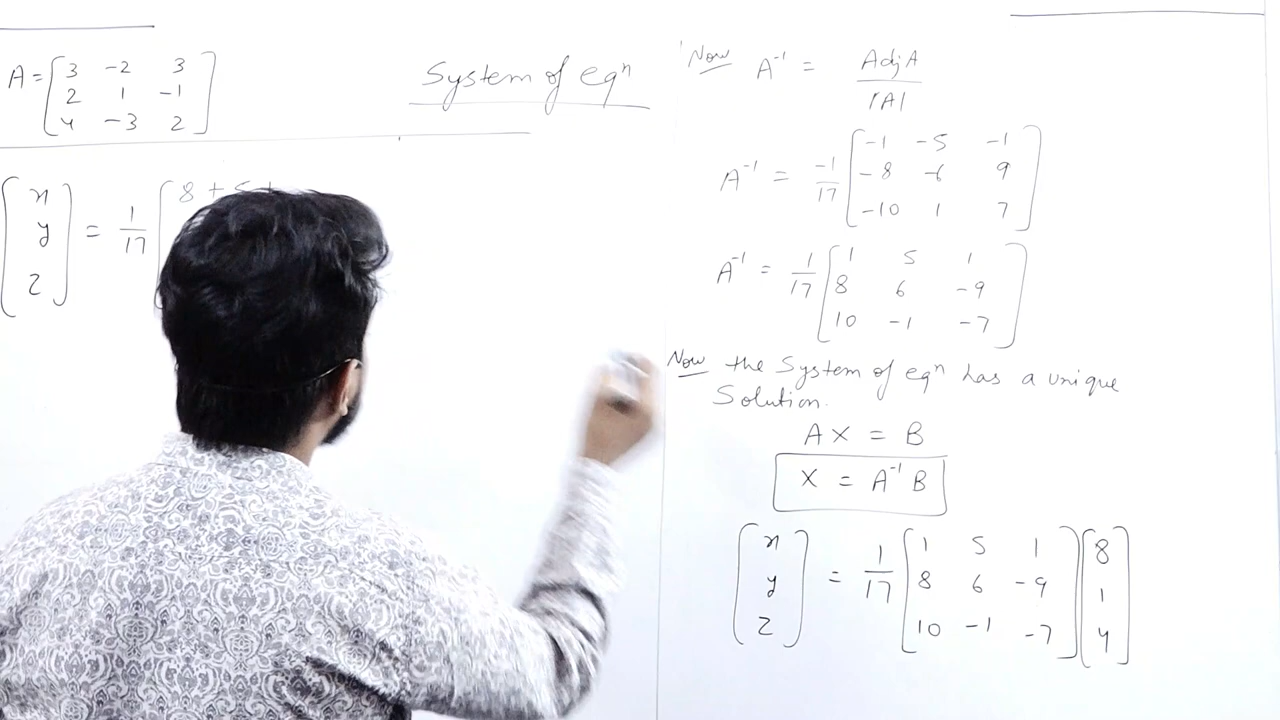 A = [3 -2 3
2 1 -1
4 -3 2]
System of eqⁿ
[x
y
z] = 1/17 [8 + 5 +
Now A⁻¹ = AdjA / |A|
A⁻¹ = -1/17 [-1 -5 -1
-8 -6 9
-10 1 7]
A⁻¹ = 1/17 [1 5 1
8 6 -9
10 -1 -7]
Now the System of eqⁿ has a unique
Solution.
AX = B
X = A⁻¹ B
[x
y
z] = 1/17 [1 5 1
8 6 -9
10 -1 -7] [8
1
4]